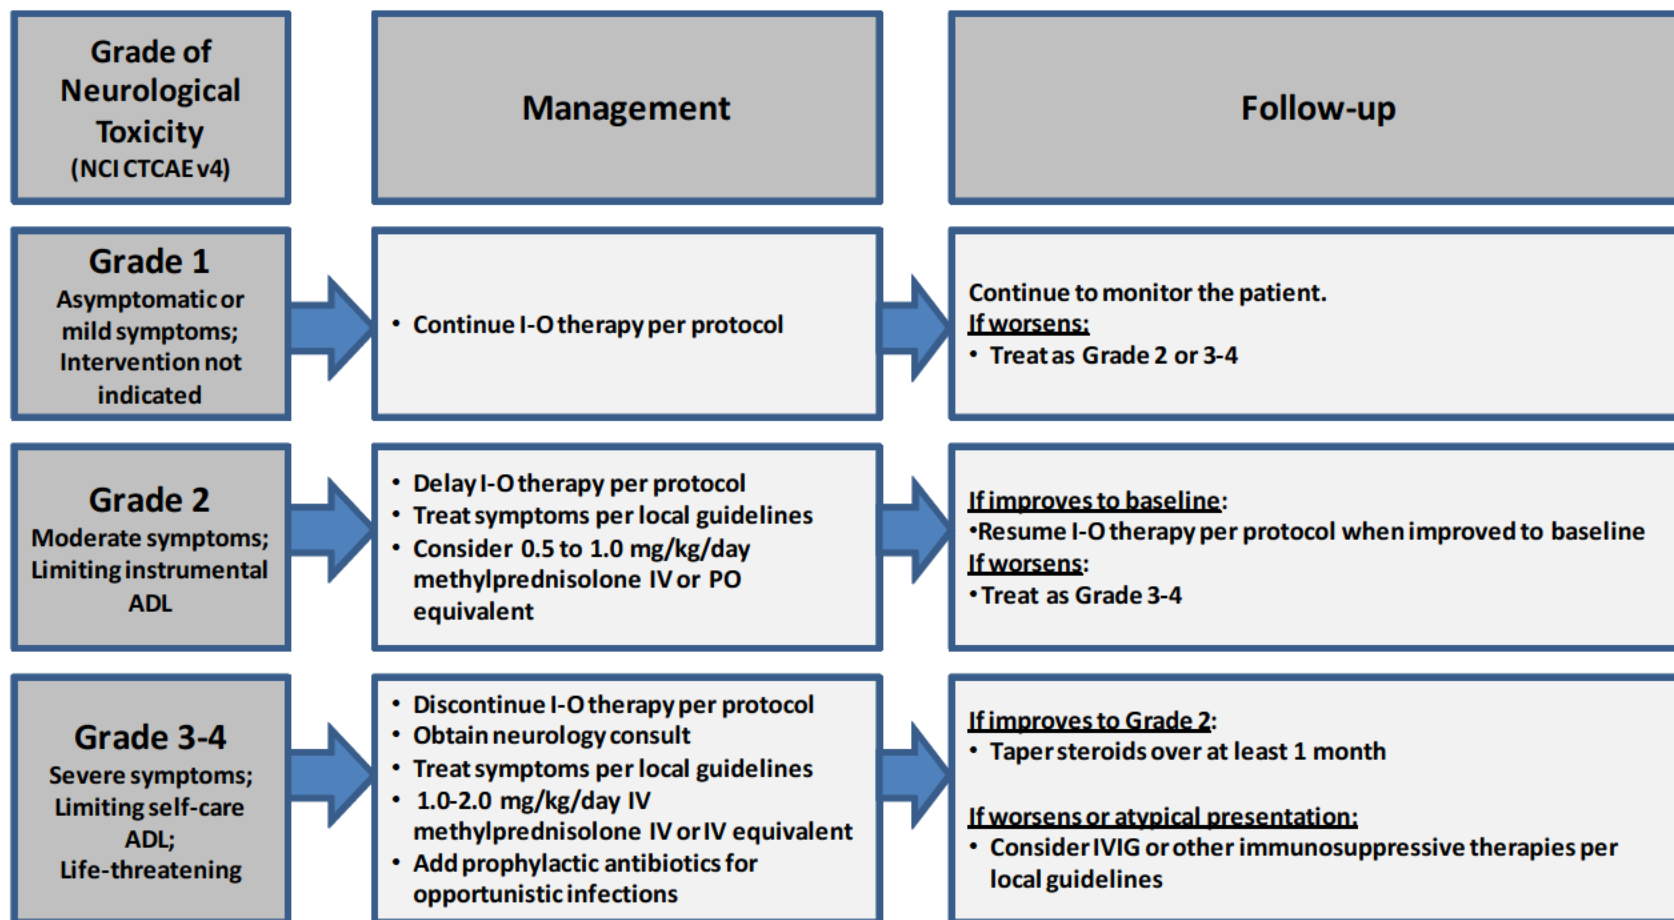 Grade of
Neurological
Toxicity
(NCI CTCAE v4)
Management
Follow-up
Grade 1
Asymptomatic or
mild symptoms;
Intervention not
indicated
• Continue I-O therapy per protocol
Continue to monitor the patient.
If worsens:
• Treat as Grade 2 or 3-4
Grade 2
Moderate symptoms;
Limiting instrumental
ADL
• Delay I-O therapy per protocol
• Treat symptoms per local guidelines
• Consider 0.5 to 1.0 mg/kg/day
methylprednisolone IV or PO
equivalent
If improves to baseline:
•Resume I-O therapy per protocol when improved to baseline
If worsens:
•Treat as Grade 3-4
Grade 3-4
Severe symptoms;
Limiting self-care
ADL;
Life-threatening
• Discontinue I-O therapy per protocol
• Obtain neurology consult
• Treat symptoms per local guidelines
• 1.0-2.0 mg/kg/day IV
methylprednisolone IV or IV equivalent
• Add prophylactic antibiotics for
opportunistic infections
If improves to Grade 2:
• Taper steroids over at least 1 month
If worsens or atypical presentation:
• Consider IVIG or other immunosuppressive therapies per
local guidelines